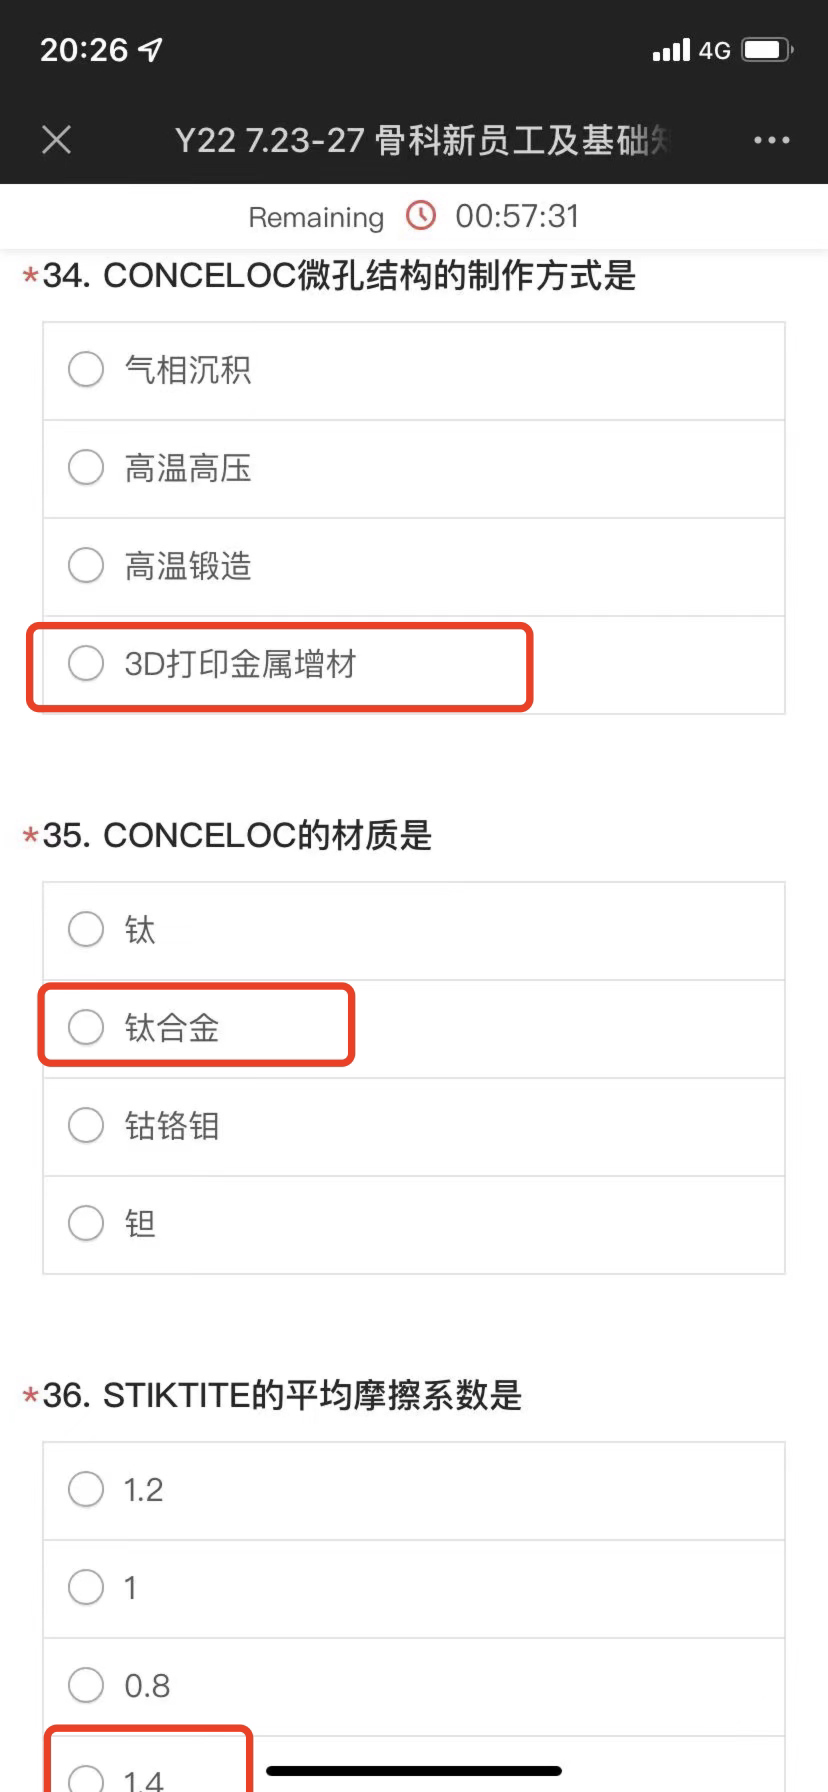 20:26
4G
Y22 7.23-27 骨科新员工及基础知
Remaining 00:57:31
*34. CONCELOC微孔结构的制作方式是
气相沉积
高温高压
高温锻造
3D打印金属增材
*35. CONCELOC的材质是
钛
钛合金
钴铬钼
钽
*36. STIKTITE的平均摩擦系数是
1.2
1
0.8
1.4